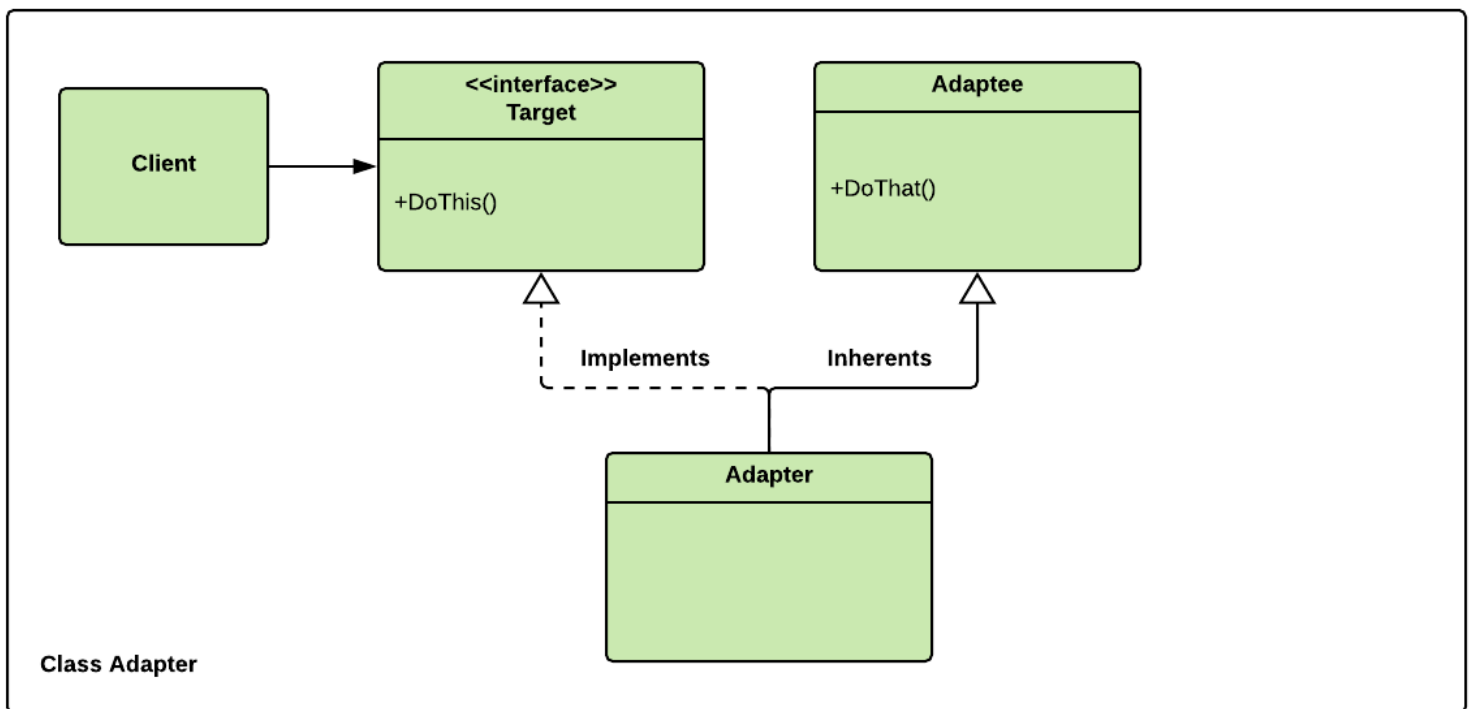 <<interface>>
Target
Adaptee
Client
+DoThis()
+DoThat()
Implements
Inherents
Adapter
Class Adapter